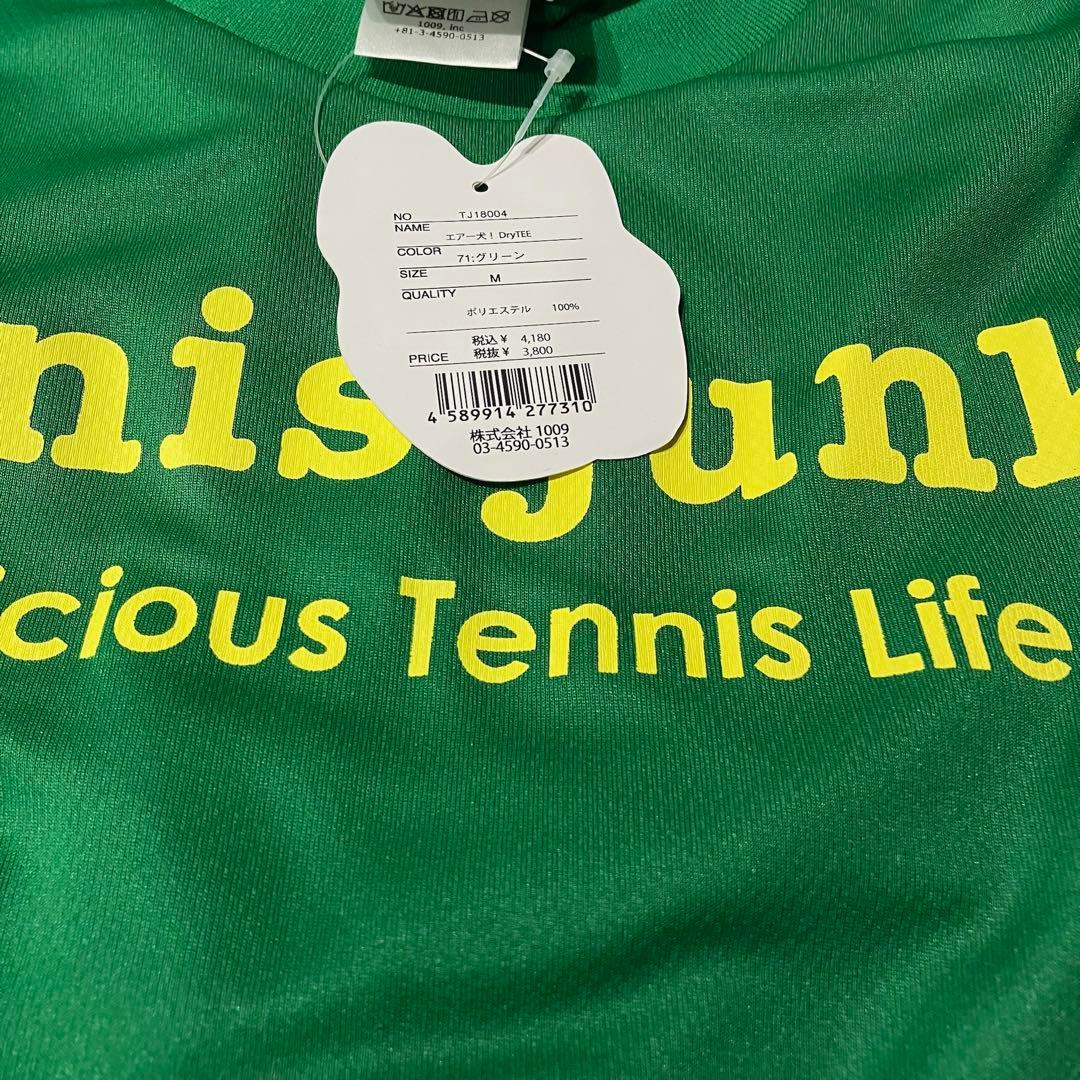 1009, inc
+81-3-4590-0513
NO TJ18004
NAME エアー犬！ DryTEE
COLOR 71:グリーン
SIZE M
QUALITY
ポリエステル 100%
税込¥ 4,180
PRICE 税抜¥ 3,800
4 589914 277310
株式会社 1009
03-4590-0513
nis junk
icious Tennis Life